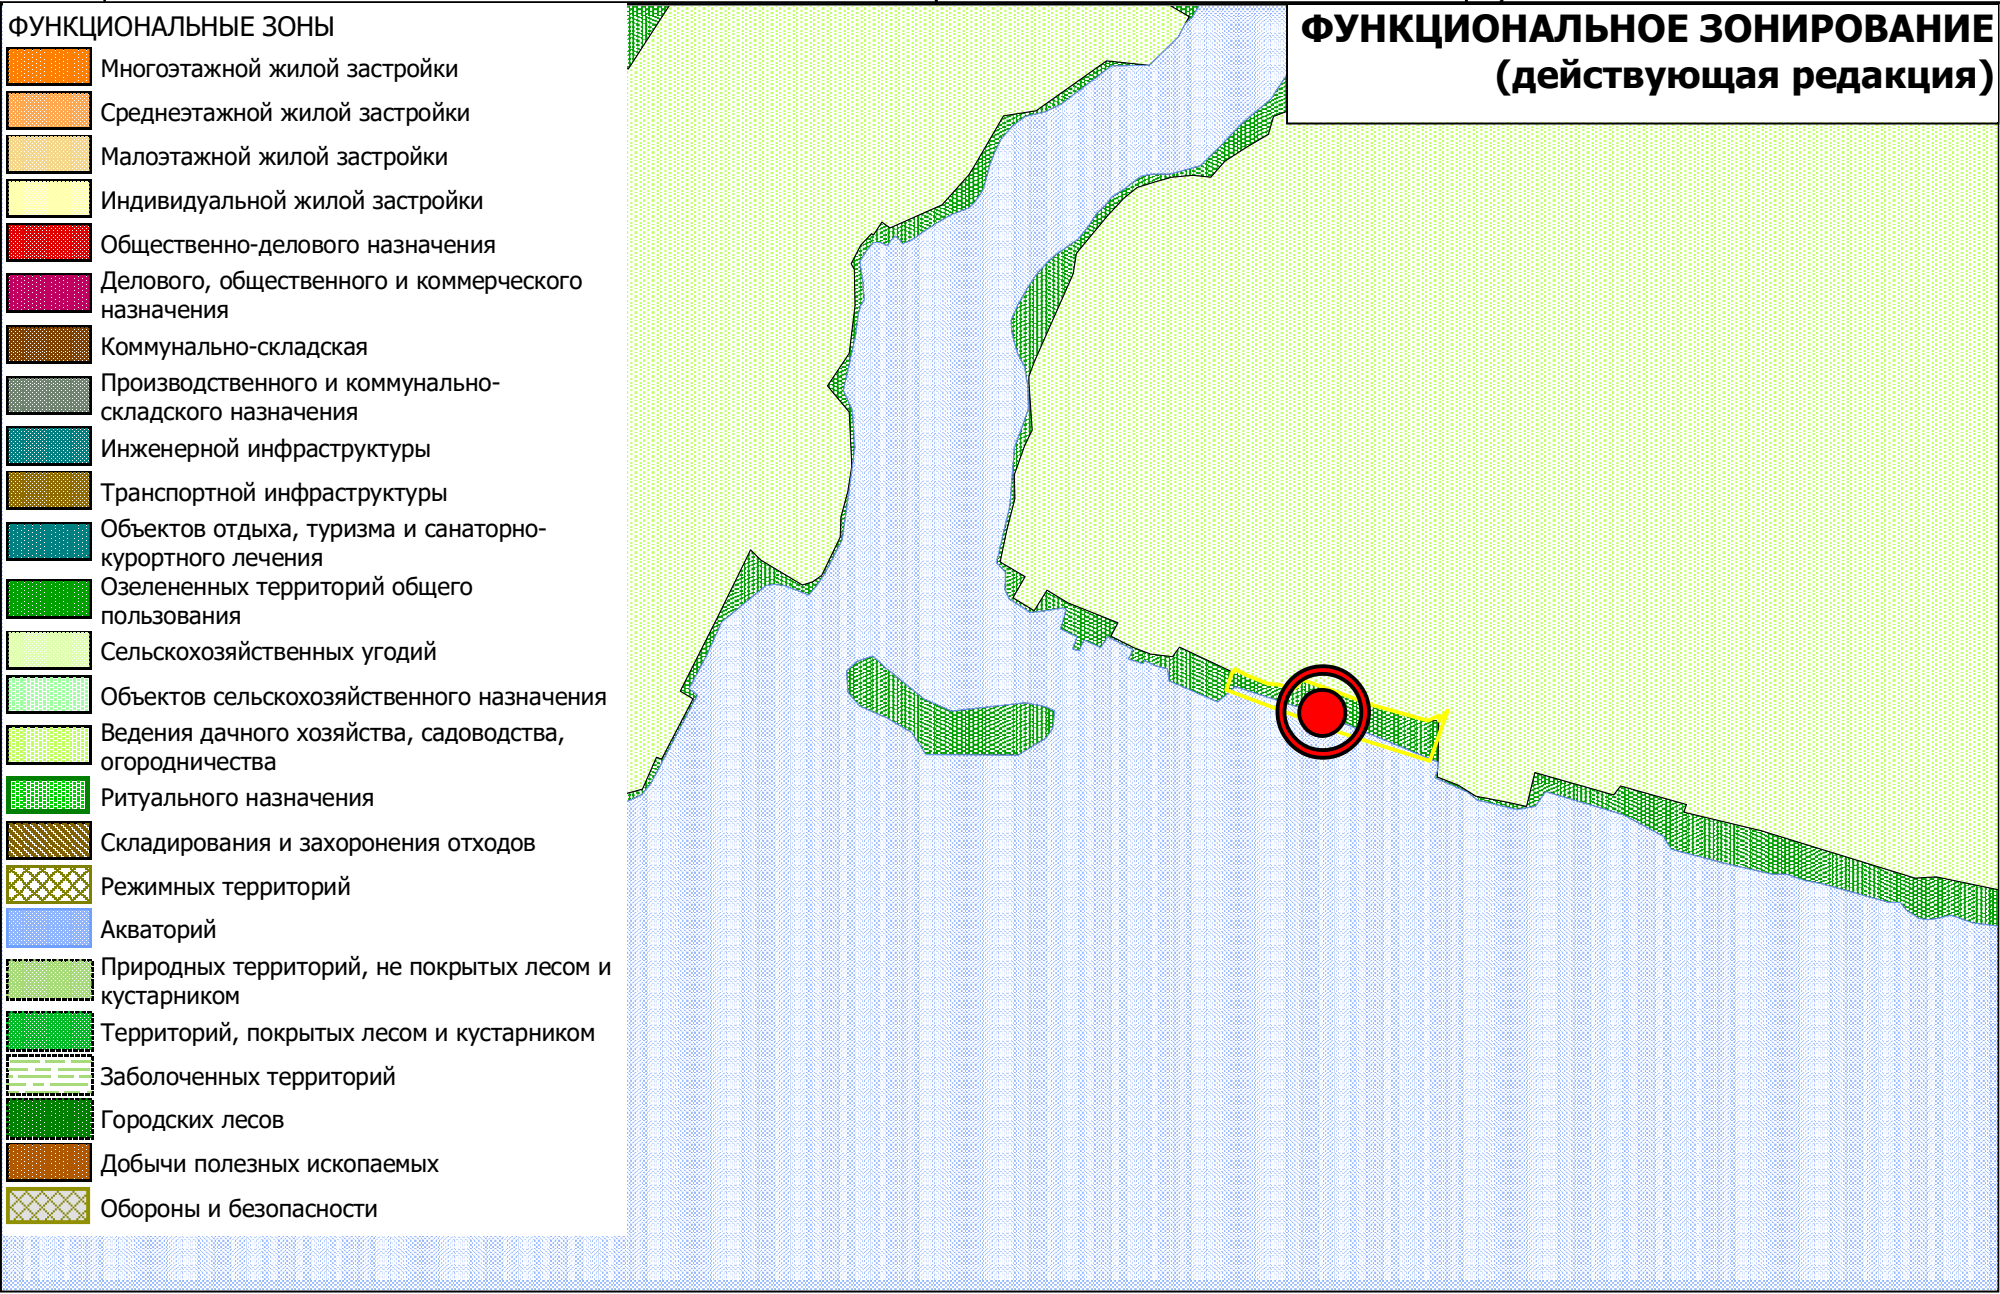 ФУНКЦИОНАЛЬНОЕ ЗОНИРОВАНИЕ
(действующая редакция)
ФУНКЦИОНАЛЬНЫЕ ЗОНЫ
Многоэтажной жилой застройки
Среднеэтажной жилой застройки
Малоэтажной жилой застройки
Индивидуальной жилой застройки
Общественно-делового назначения
Делового, общественного и коммерческого
назначения
Коммунально-складская
Производственного и коммунально-
складского назначения
Инженерной инфраструктуры
Транспортной инфраструктуры
Объектов отдыха, туризма и санаторно-
курортного лечения
Озелененных территорий общего
пользования
Сельскохозяйственных угодий
Объектов сельскохозяйственного назначения
Ведения дачного хозяйства, садоводства,
огородничества
Ритуального назначения
Складирования и захоронения отходов
Режимных территорий
Акваторий
Природных территорий, не покрытых лесом и
кустарником
Территорий, покрытых лесом и кустарником
Заболоченных территорий
Городских лесов
Добычи полезных ископаемых
Обороны и безопасности